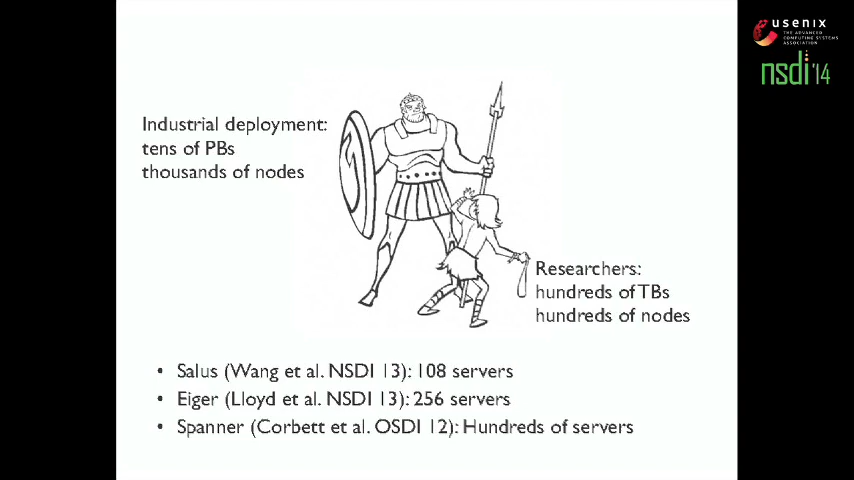 usenix
THE ADVANCED
COMPUTING SYSTEMS
ASSOCIATION
nsdi '14
Industrial deployment:
tens of PBs
thousands of nodes
Researchers:
hundreds of TBs
hundreds of nodes
• Salus (Wang et al. NSDI 13): 108 servers
• Eiger (Lloyd et al. NSDI 13): 256 servers
• Spanner (Corbett et al. OSDI 12): Hundreds of servers